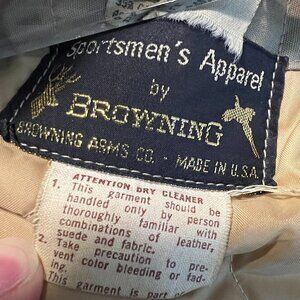 Sportsmen's Apparel
by
BROWNING
BROWNING ARMS CO. - MADE IN U.S.A.
ATTENTION DRY CLEANER
1. This garment should be
handled only by person
thoroughly familiar with
combinations of leather,
suede and fabric.
2. Take precaution to pre-
vent color bleeding or fad-
ing.
This garment is part